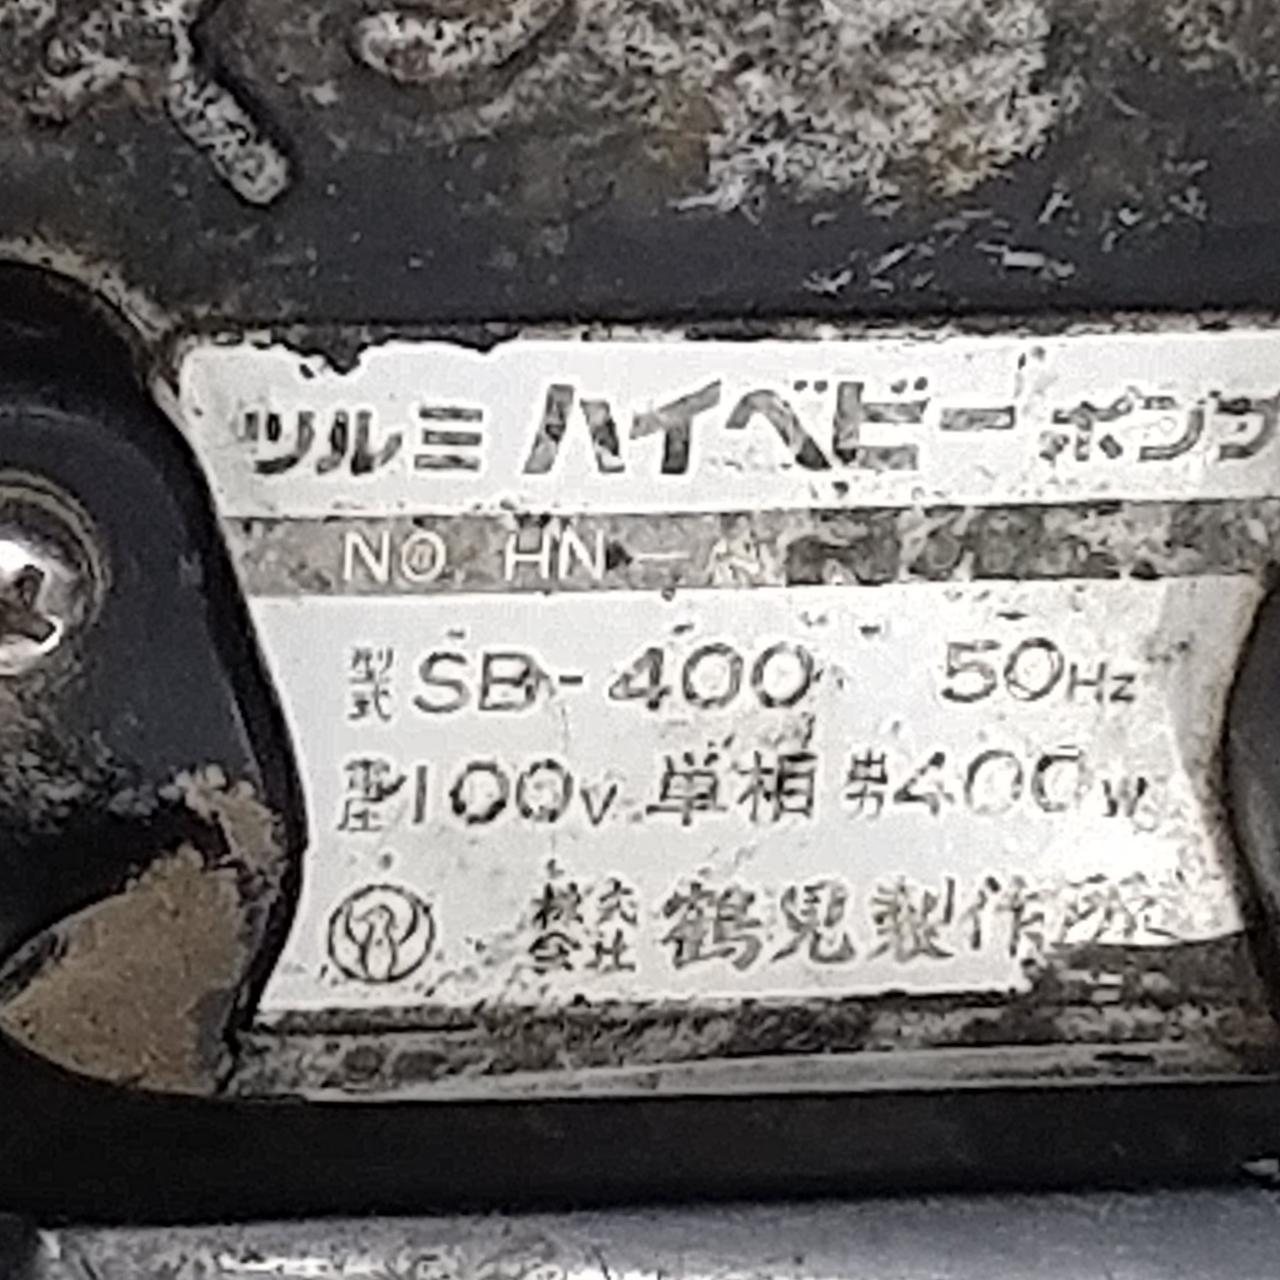 ツルミ ハイベビー ポンプ
NO. HN-
型式 SB-400 50Hz
電圧 100V 単相 出力 400W
株式会社 鶴見製作所